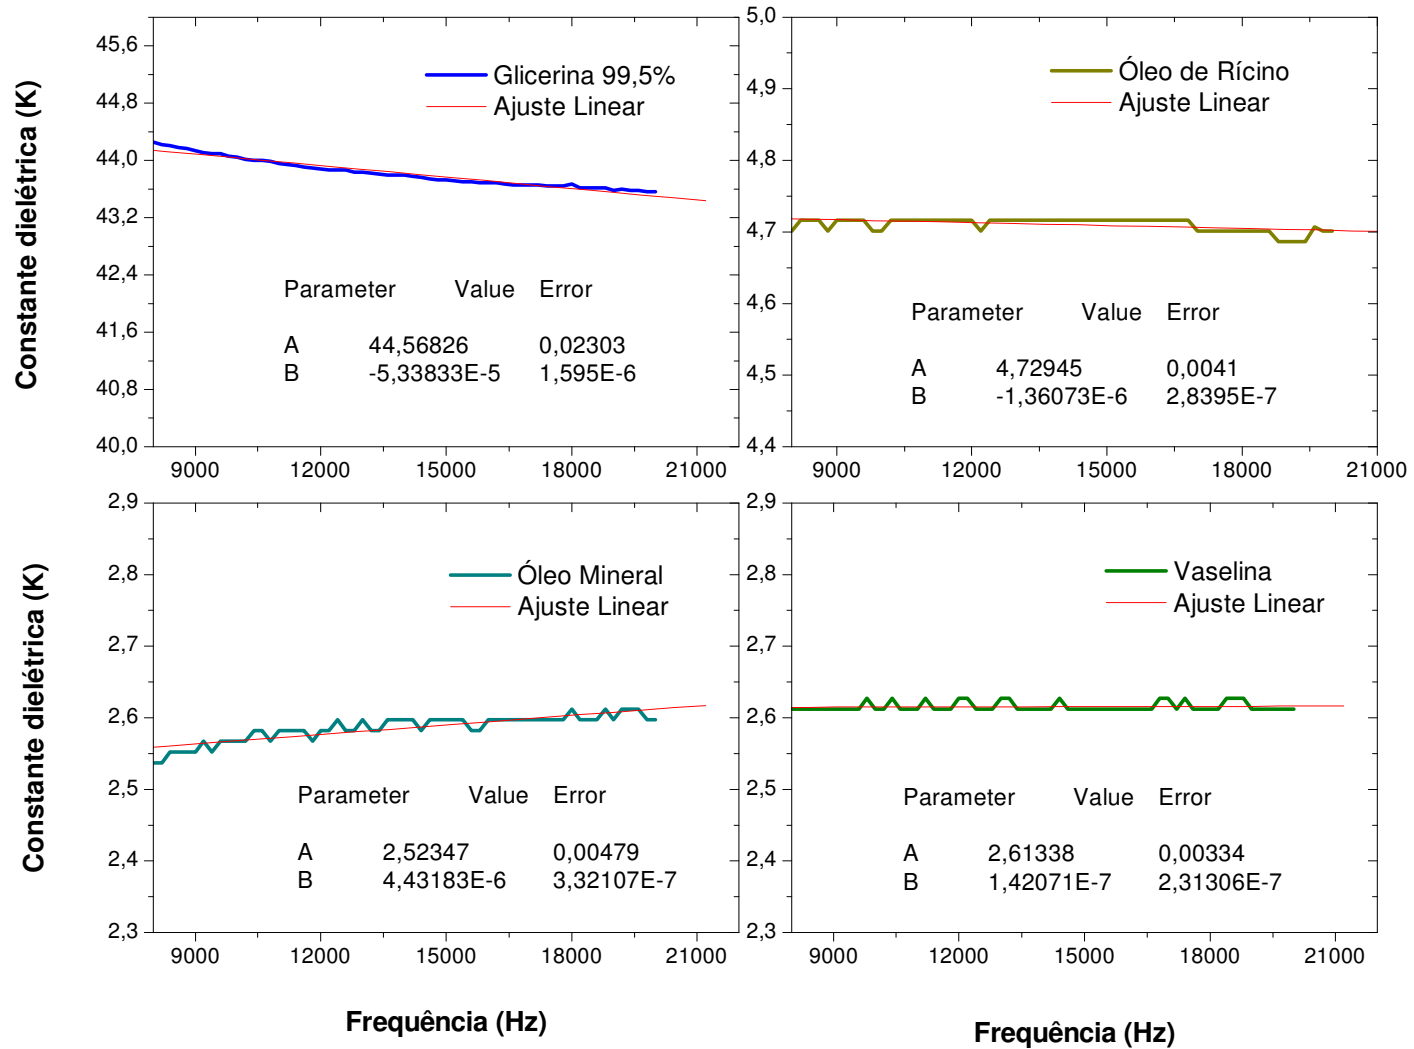 Constante dielétrica (K)
45,6
44,8
44,0
43,2
42,4
41,6
40,8
40,0
Glicerina 99,5%
Ajuste Linear
Parameter Value Error
A 44,56826 0,02303
B -5,33833E-5 1,595E-6
9000 12000 15000 18000 21000
5,0
4,9
4,8
4,7
4,6
4,5
4,4
Óleo de Rícino
Ajuste Linear
Parameter Value Error
A 4,72945 0,0041
B -1,36073E-6 2,8395E-7
9000 12000 15000 18000 21000
Constante dielétrica (K)
2,9
2,8
2,7
2,6
2,5
2,4
2,3
Óleo Mineral
Ajuste Linear
Parameter Value Error
A 2,52347 0,00479
B 4,43183E-6 3,32107E-7
9000 12000 15000 18000 21000
Frequência (Hz)
2,9
2,8
2,7
2,6
2,5
2,4
2,3
Vaselina
Ajuste Linear
Parameter Value Error
A 2,61338 0,00334
B 1,42071E-7 2,31306E-7
9000 12000 15000 18000 21000
Frequência (Hz)